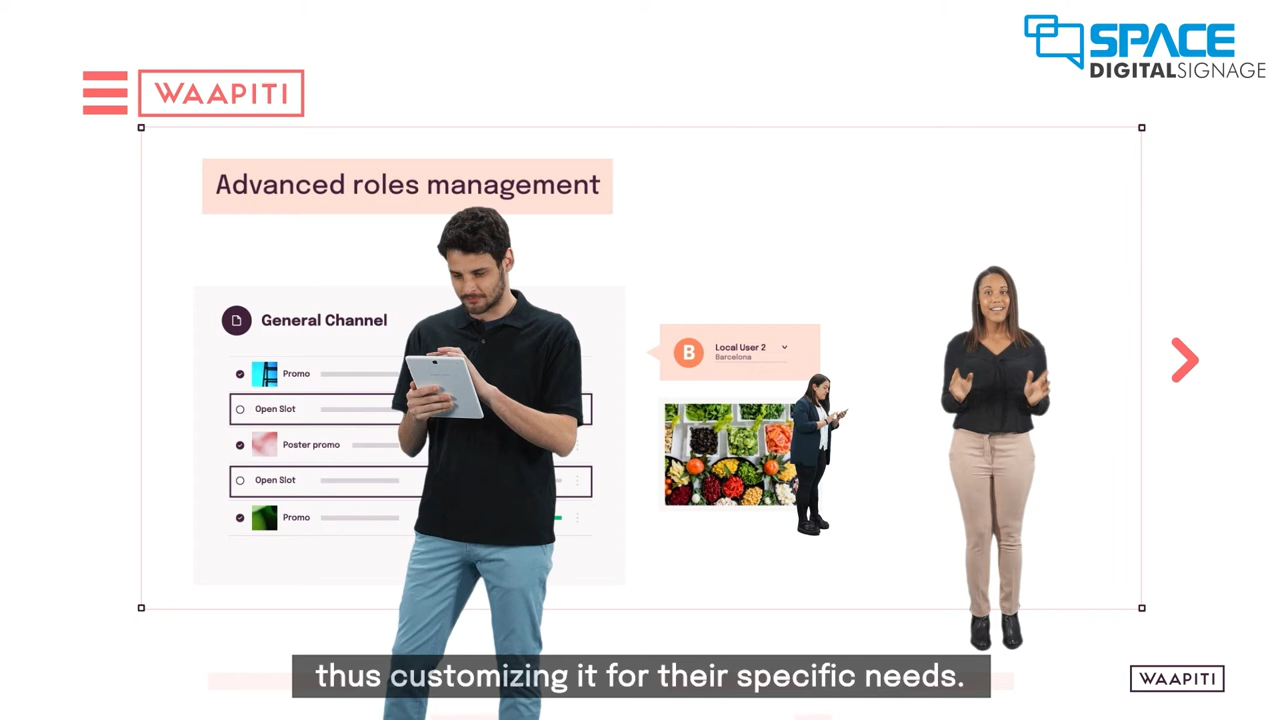 SPACE
DIGITALSIGNAGE
WAAPITI
Advanced roles management
General Channel
Promo
Open Slot
Poster promo
Open Slot
Promo
B
Local User 2
Barcelona
thus customizing it for their specific needs.
WAAPITI